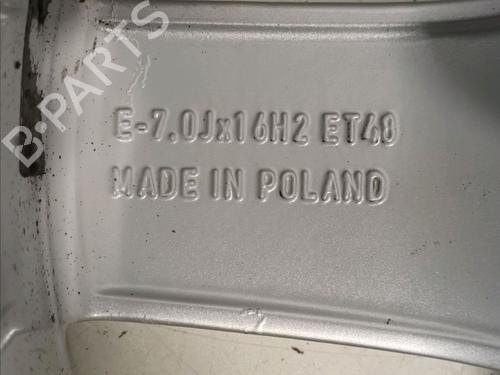 B-PARTS
E-7.0Jx16H2 ET48
MADE IN POLAND